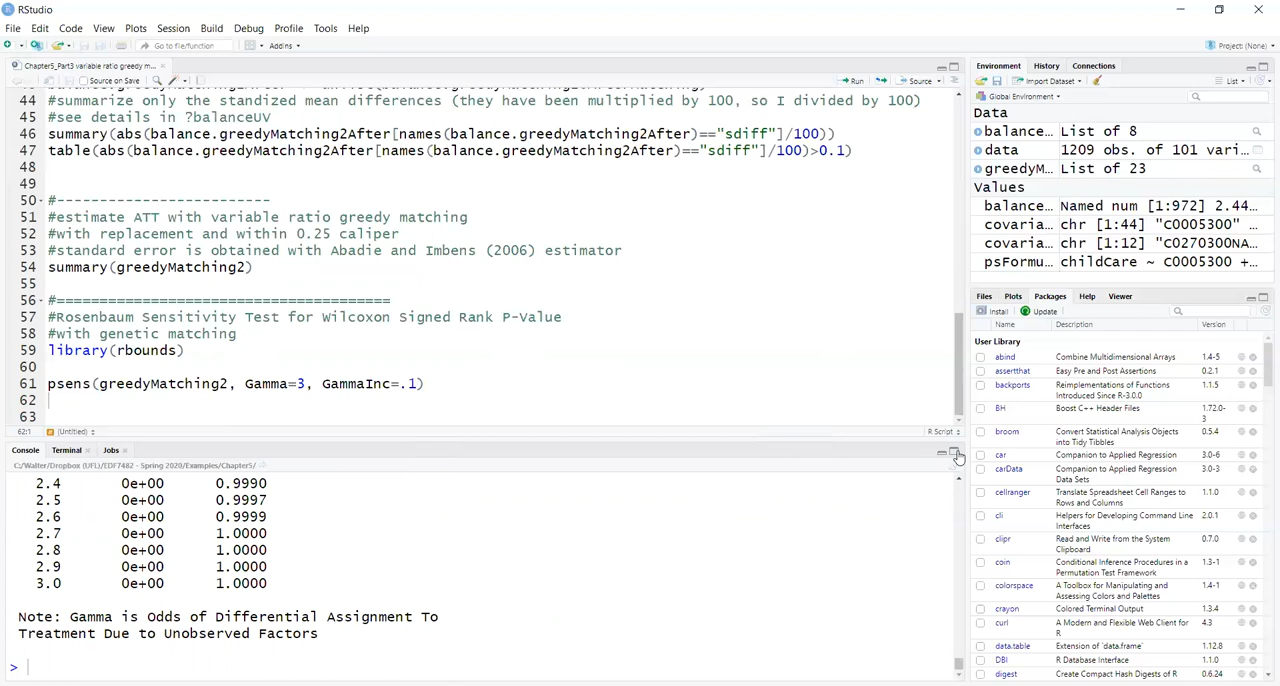 RStudio
File Edit Code View Plots Session Build Debug Profile Tools Help
Go to file/function Addins Project: (None)
Chapter5_Part3 variable ratio greedy m...
Source on Save Run Source
44 #summarize only the standized mean differences (they have been multiplied by 100, so I divided by 100)
45 #see details in ?balanceUV
46 summary(abs(balance.greedyMatching2After[names(balance.greedyMatching2After)=="sdiff"]/100))
47 table(abs(balance.greedyMatching2After[names(balance.greedyMatching2After)=="sdiff"]/100)>0.1)
48
49
50 #-------------------------
51 #estimate ATT with variable ratio greedy matching
52 #with replacement and within 0.25 caliper
53 #standard error is obtained with Abadie and Imbens (2006) estimator
54 summary(greedyMatching2)
55
56 #=======================================
57 #Rosenbaum Sensitivity Test for Wilcoxon Signed Rank P-Value
58 #with genetic matching
59 library(rbounds)
60
61 psens(greedyMatching2, Gamma=3, GammaInc=.1)
62
63
62:1 (Untitled) R Script
Console Terminal Jobs
C:/Walter/Dropbox (UFL)/EDF7482 - Spring 2020/Examples/Chapter5/
2.4 0e+00 0.9990
2.5 0e+00 0.9997
2.6 0e+00 0.9999
2.7 0e+00 1.0000
2.8 0e+00 1.0000
2.9 0e+00 1.0000
3.0 0e+00 1.0000
Note: Gamma is Odds of Differential Assignment To
Treatment Due to Unobserved Factors
>
Environment History Connections
Import Dataset List
Global Environment
Data
balance... List of 8
data 1209 obs. of 101 vari...
greedyM... List of 23
Values
balance... Named num [1:972] 2.44...
covaria... chr [1:44] "C0005300" ...
covaria... chr [1:12] "C0270300NA...
psFormu... childCare ~ C0005300 +...
Files Plots Packages Help Viewer
Install Update
Name Description Version
User Library
abind Combine Multidimensional Arrays 1.4-5
assertthat Easy Pre and Post Assertions 0.2.1
backports Reimplementations of Functions 1.1.5
Introduced Since R-3.0.0
BH Boost C++ Header Files 1.72.0-
3
broom Convert Statistical Analysis Objects 0.5.4
into Tidy Tibbles
car Companion to Applied Regression 3.0-6
carData Companion to Applied Regression 3.0-3
Data Sets
cellranger Translate Spreadsheet Cell Ranges to 1.1.0
Rows and Columns
cli Helpers for Developing Command Line 2.0.1
Interfaces
clipr Read and Write from the System 0.7.0
Clipboard
coin Conditional Inference Procedures in a 1.3-1
Permutation Test Framework
colorspace A Toolbox for Manipulating and 1.4-1
Assessing Colors and Palettes
crayon Colored Terminal Output 1.3.4
curl A Modern and Flexible Web Client for 4.3
R
data.table Extension of `data.frame` 1.12.8
DBI R Database Interface 1.1.0
digest Create Compact Hash Digests of R 0.6.24